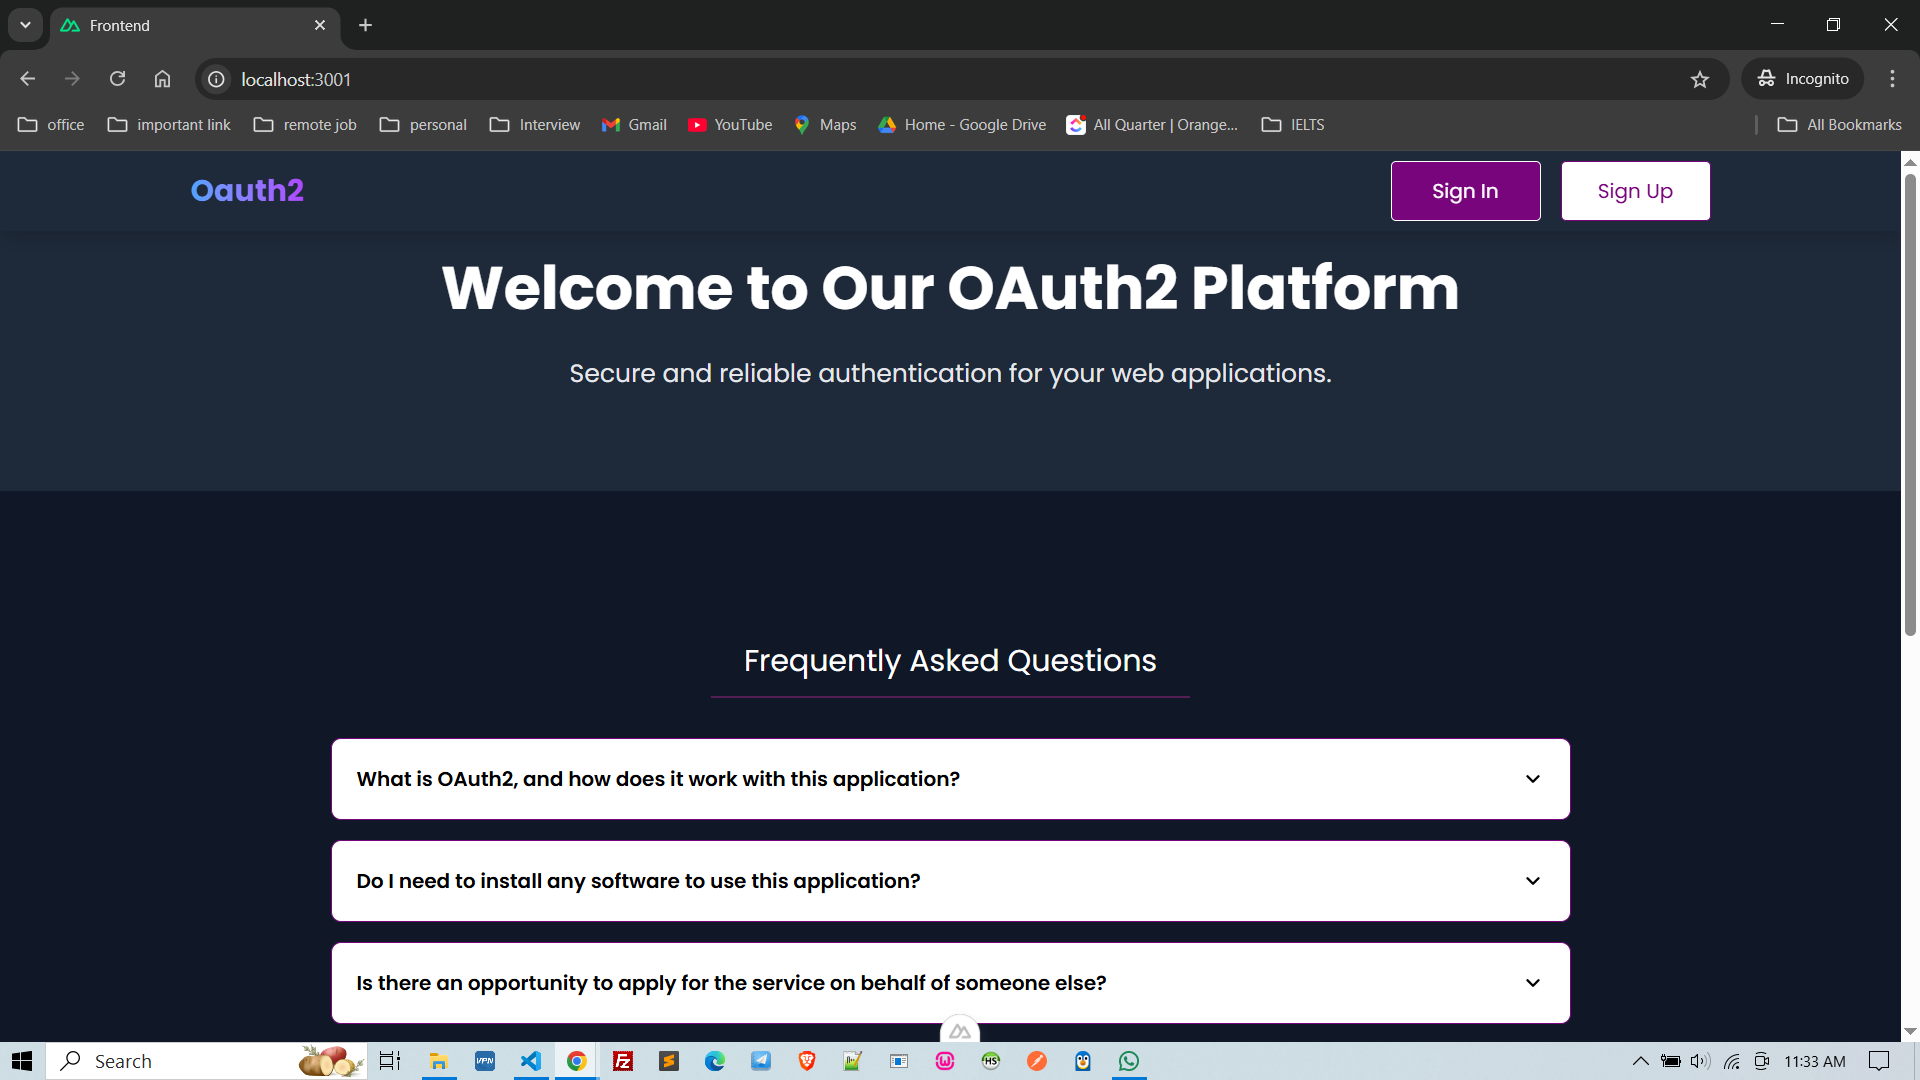 Frontend
localhost:3001
Incognito
office
important link
remote job
personal
Interview
Gmail
YouTube
Maps
Home - Google Drive
All Quarter | Orange...
IELTS
All Bookmarks
Oauth2
Sign In
Sign Up
Welcome to Our OAuth2 Platform
Secure and reliable authentication for your web applications.
Frequently Asked Questions
What is OAuth2, and how does it work with this application?
Do I need to install any software to use this application?
Is there an opportunity to apply for the service on behalf of someone else?
Search
VPN
FZ
HS
11:33 AM